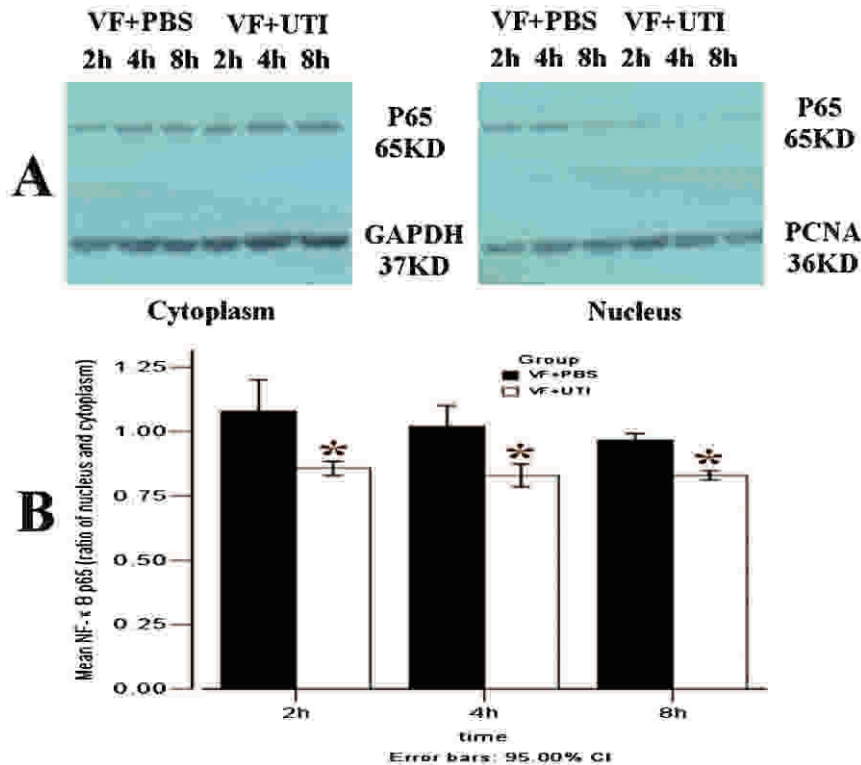 VF+PBS VF+UTI VF+PBS VF+UTI
2h 4h 8h 2h 4h 8h 2h 4h 8h 2h 4h 8h
P65
65KD
P65
65KD
A
GAPDH
37KD
PCNA
36KD
Cytoplasm Nucleus
B
Mean NF-κ B p65 (ratio of nucleus and cytoplasm)
Group
VF+PBS
VF+UTI
1.25
1.00
0.75
0.50
0.25
0.00
* * *
2h 4h 8h
time
Error bars: 95.00% CI